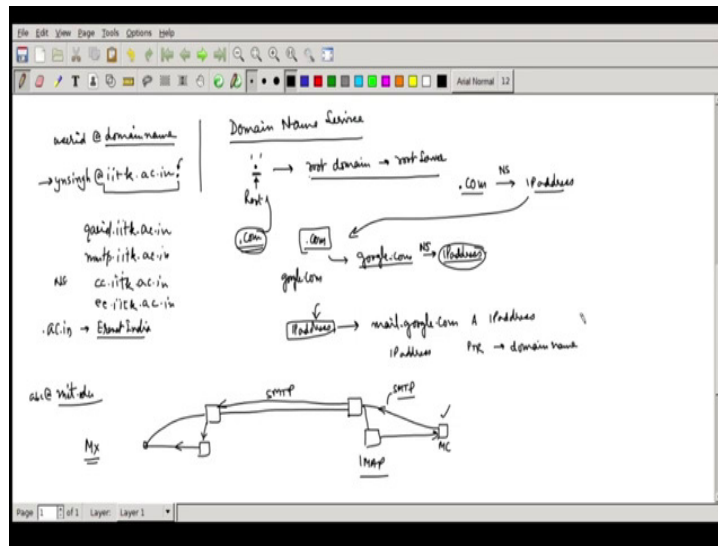 File Edit View Page Tools Options Help
Arial Normal 12
userid @ domainname
Domain Name Service
→ynsingh@iitk.ac.in.
"." → root domain → root server
Root
.com NS → IPaddress
qasid.iitk.ac.in
.com .com → google.com NS → IPaddress
google.com
smtp.iitk.ac.in
NS cc.iitk.ac.in
ee.iitk.ac.in
.ac.in → Ernet India
IPaddress → mail.google.com A IPaddress
IPaddress PTR → domain name
abc@mit.edu
SMTP
SMTP
MX
MC
IMAP
Page 1 of 1 Layer: Layer 1